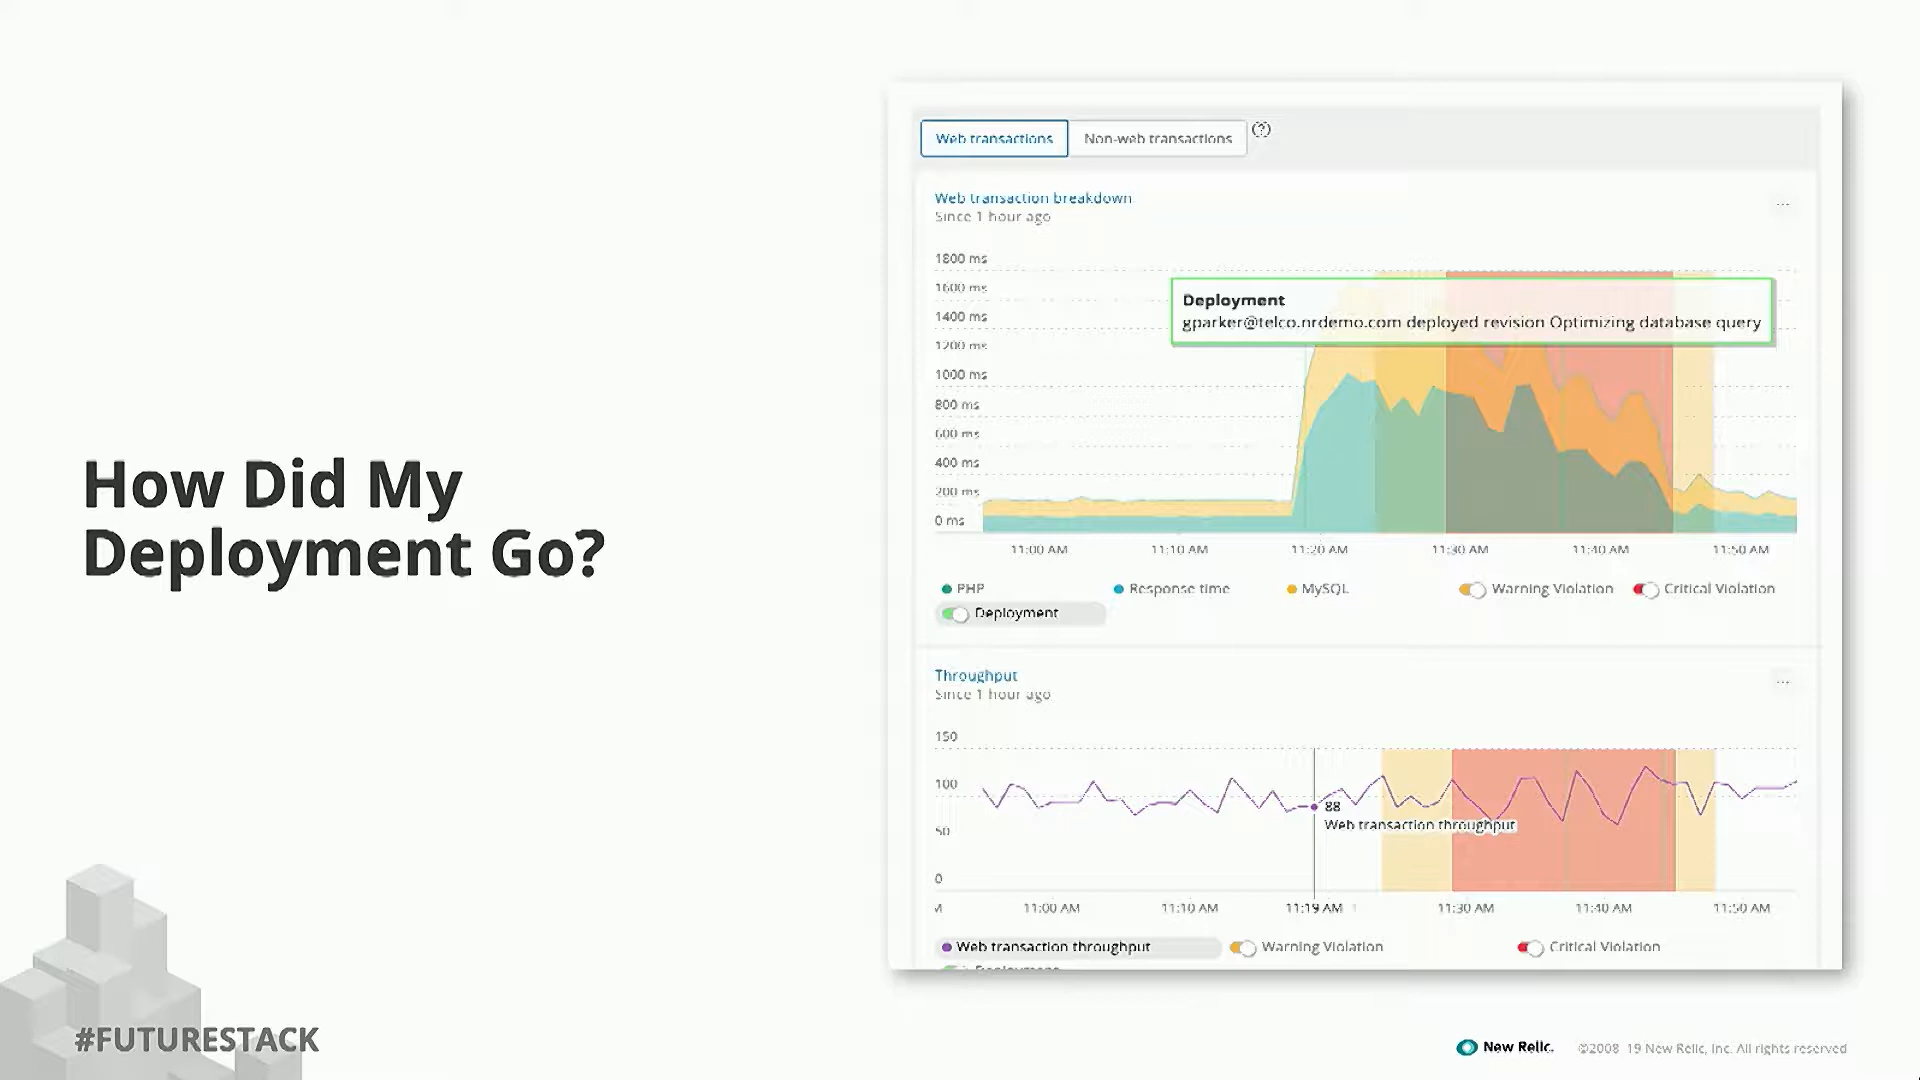 How Did My
Deployment Go?
#FUTURESTACK
Web transactions
Non-web transactions
(?)
Web transaction breakdown
Since 1 hour ago
...
1800 ms
1600 ms
1400 ms
1200 ms
1000 ms
800 ms
600 ms
400 ms
200 ms
0 ms
Deployment
gparker@telco.nrdemo.com deployed revision Optimizing database query
11:00 AM
11:10 AM
11:20 AM
11:30 AM
11:40 AM
11:50 AM
PHP
Response time
MySQL
Warning Violation
Critical Violation
Deployment
Throughput
Since 1 hour ago
...
150
100
50
0
88
Web transaction throughput
M
11:00 AM
11:10 AM
11:19 AM
11:30 AM
11:40 AM
11:50 AM
Web transaction throughput
Warning Violation
Critical Violation
Deployment
New Relic.
©2008–19 New Relic, Inc. All rights reserved